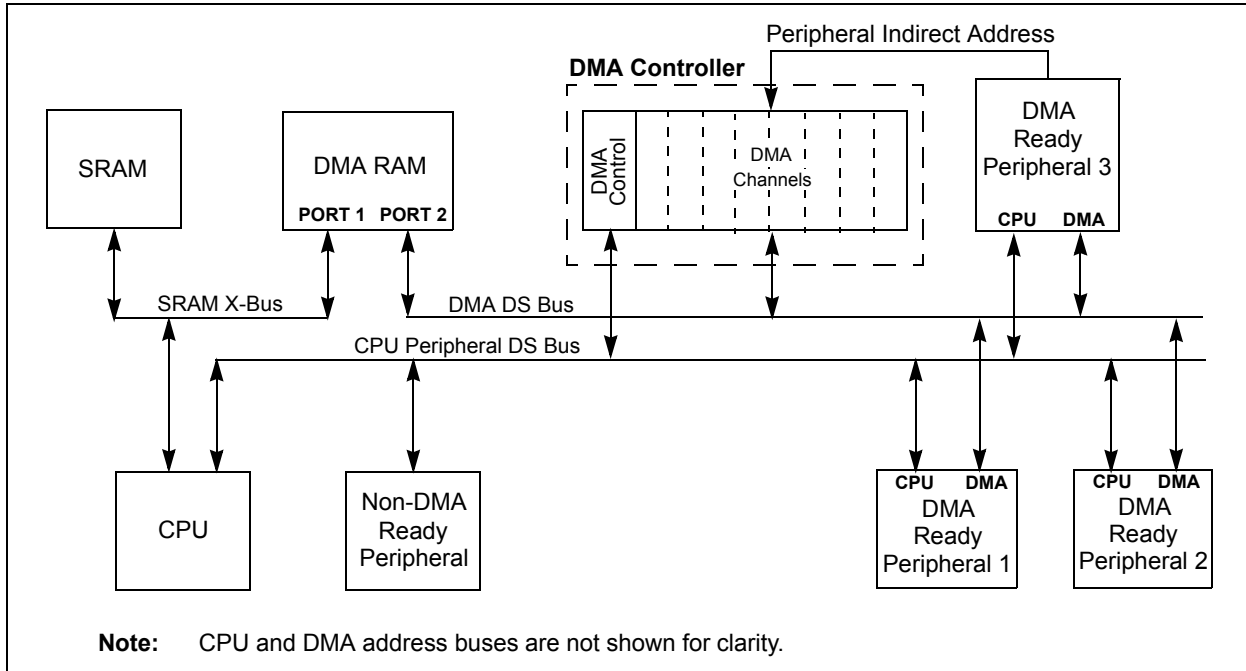 Peripheral Indirect Address
DMA Controller
SRAM
DMA RAM
PORT 1 PORT 2
DMA
Control
DMA
Channels
DMA
Ready
Peripheral 3
CPU DMA
SRAM X-Bus
DMA DS Bus
CPU Peripheral DS Bus
CPU
Non-DMA
Ready
Peripheral
CPU DMA
DMA
Ready
Peripheral 1
CPU DMA
DMA
Ready
Peripheral 2
Note: CPU and DMA address buses are not shown for clarity.